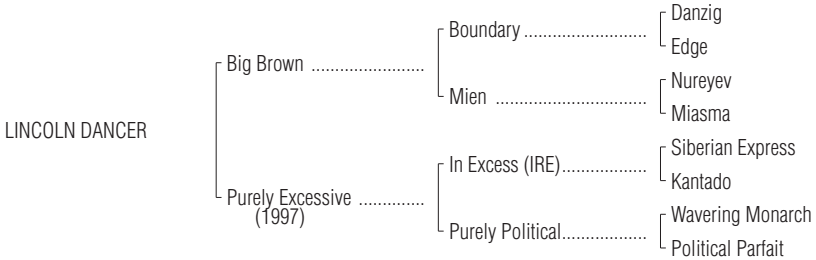 Danzig
Boundary ..........................
Edge
Big Brown ........................
Nureyev
Mien ................................
Miasma
LINCOLN DANCER
Siberian Express
In Excess (IRE)..................
Kantado
Purely Excessive ..............
(1997)
Wavering Monarch
Purely Political..................
Political Parfait